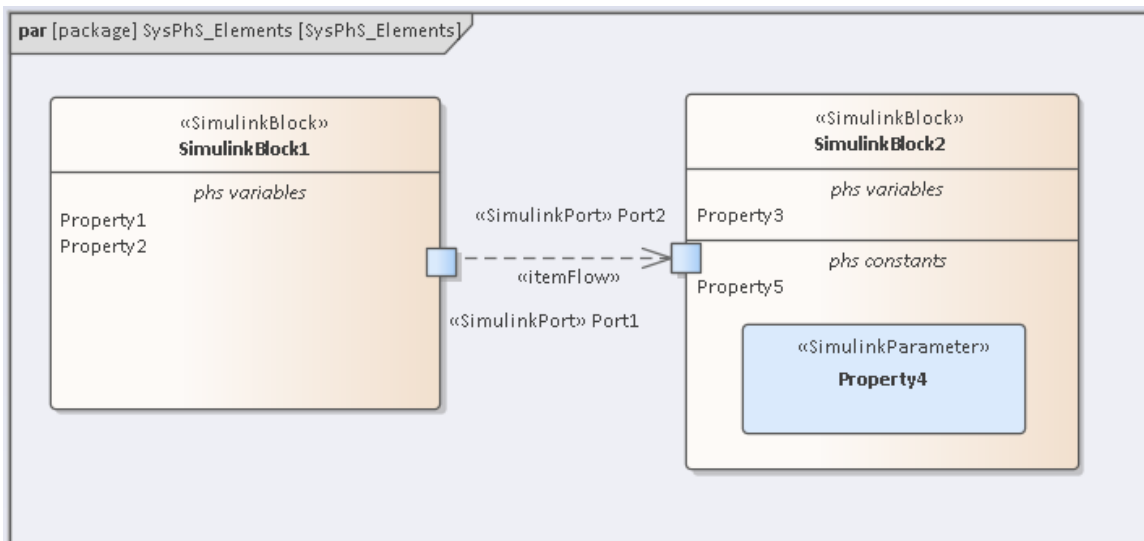 par [package] SysPhS_Elements [SysPhS_Elements]
«SimulinkBlock»
SimulinkBlock1
phs variables
Property1
Property2
«SimulinkPort» Port2
«itemFlow»
«SimulinkPort» Port1
«SimulinkBlock»
SimulinkBlock2
phs variables
Property3
phs constants
Property5
«SimulinkParameter»
Property4